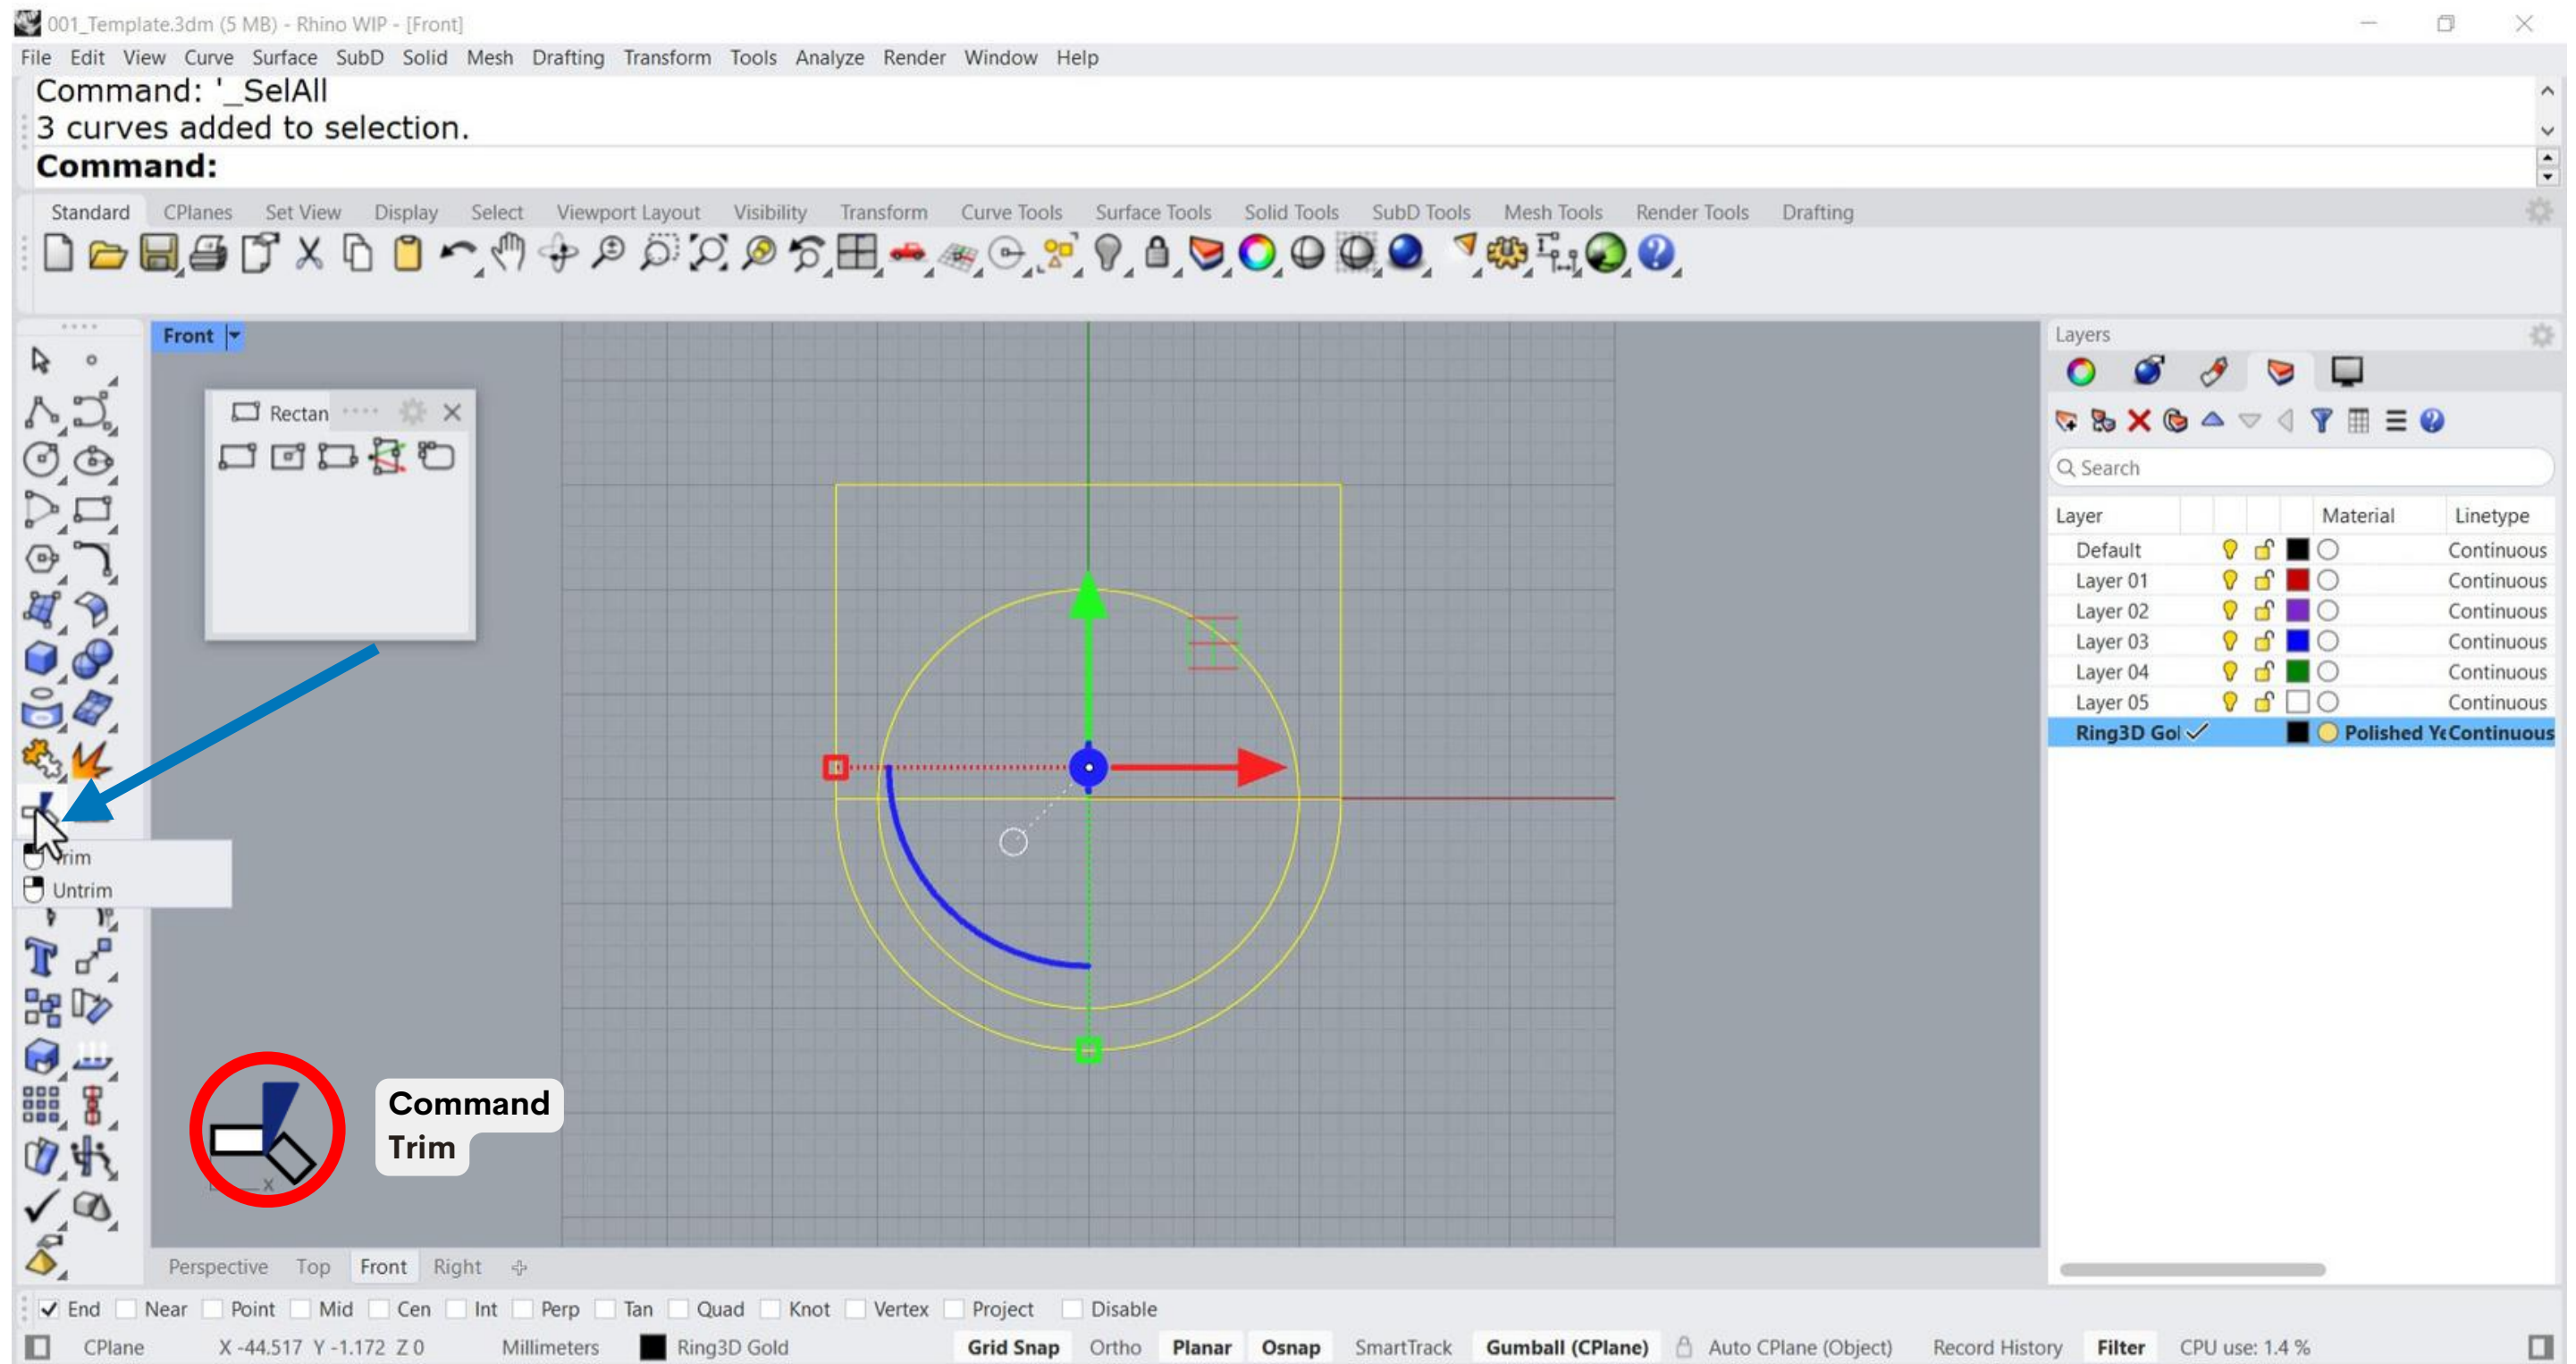 001_Template.3dm (5 MB) - Rhino WIP - [Front]
File Edit View Curve Surface SubD Solid Mesh Drafting Transform Tools Analyze Render Window Help
Command: '_SelAll
3 curves added to selection.
Command:
Standard CPlanes Set View Display Select Viewport Layout Visibility Transform Curve Tools Surface Tools Solid Tools SubD Tools Mesh Tools Render Tools Drafting
Front
Rectan
Trim
Untrim
Command
Trim
x
Layers
Search
Layer Material Linetype
Default Continuous
Layer 01 Continuous
Layer 02 Continuous
Layer 03 Continuous
Layer 04 Continuous
Layer 05 Continuous
Ring3D Gol Polished Ye Continuous
Perspective Top Front Right
End Near Point Mid Cen Int Perp Tan Quad Knot Vertex Project Disable
CPlane X -44.517 Y -1.172 Z 0 Millimeters Ring3D Gold Grid Snap Ortho Planar Osnap SmartTrack Gumball (CPlane) Auto CPlane (Object) Record History Filter CPU use: 1.4 %